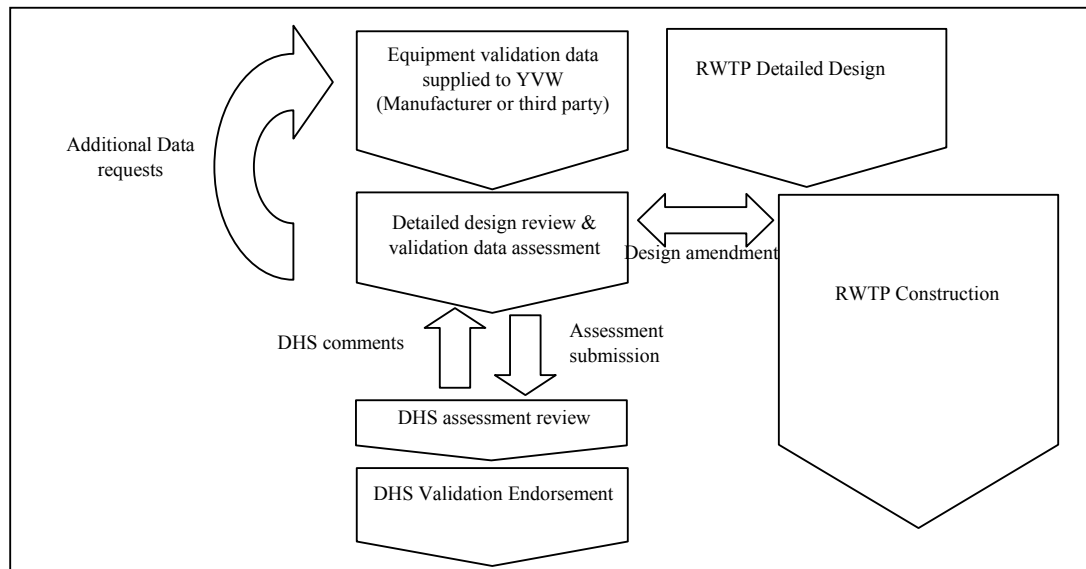 Equipment validation data
supplied to YVW
(Manufacturer or third party)
RWTP Detailed Design
Additional Data
requests
Detailed design review &
validation data assessment
Design amendment
RWTP Construction
DHS comments
Assessment
submission
DHS assessment review
DHS Validation Endorsement